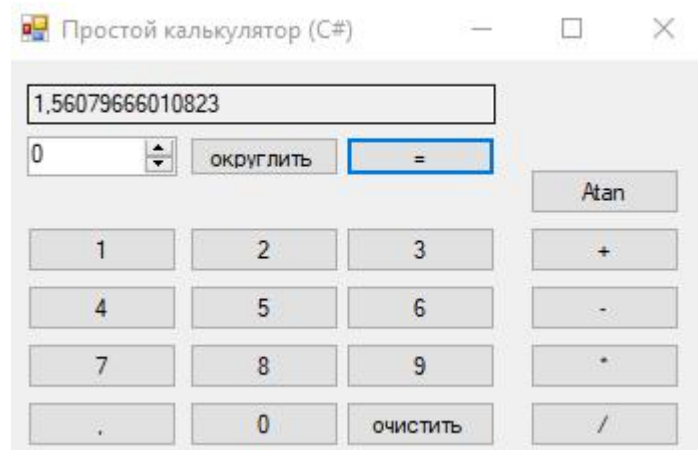 Простой калькулятор (C#)
1,56079666010823
0 округлить =
Atan
1 2 3 +
4 5 6 -
7 8 9 *
, 0 очистить /